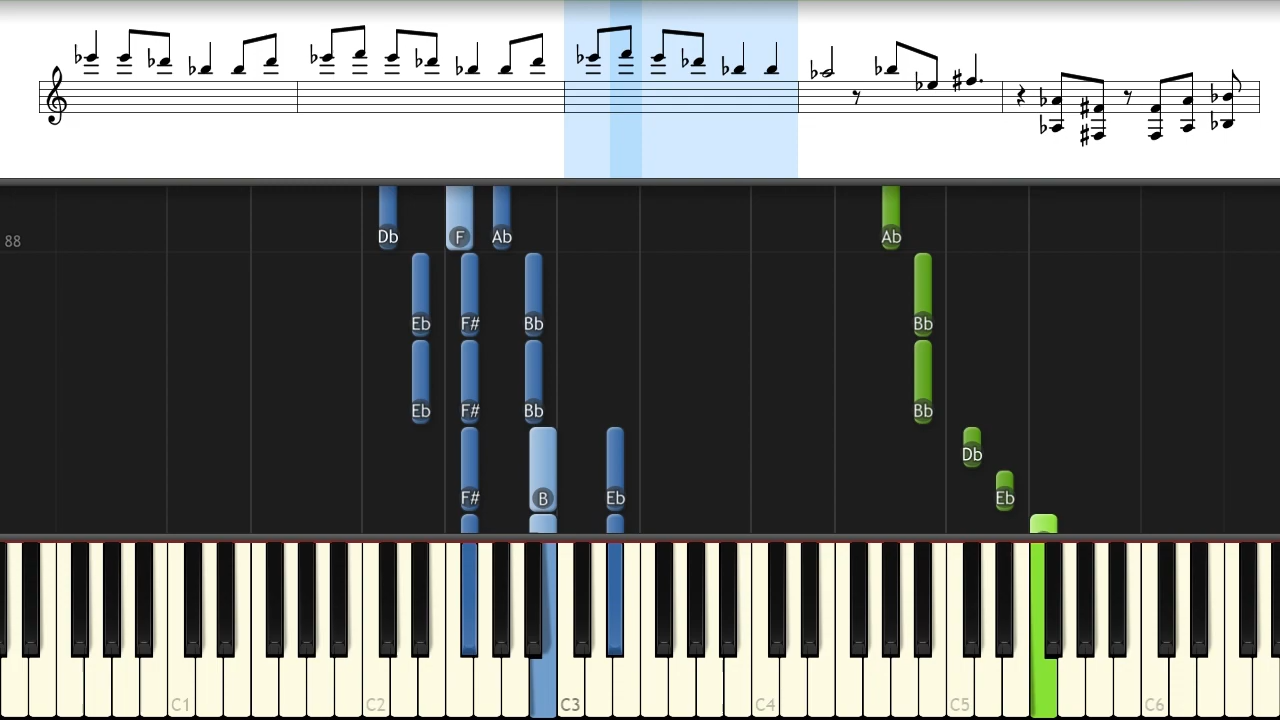 Db F Ab Ab
88
Eb F# Bb Bb
Eb F# Bb Bb
Db
F# B Eb Eb
C1 C2 C3 C4 C5 C6